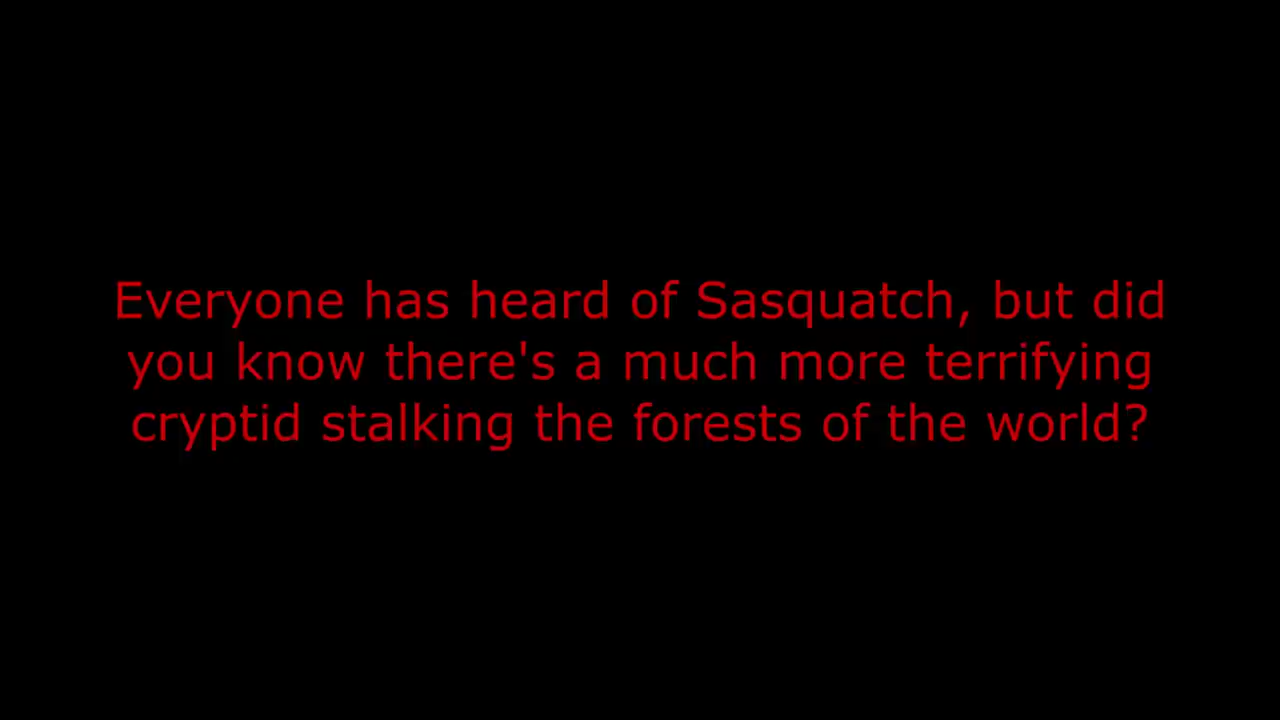 Everyone has heard of Sasquatch, but did
you know there's a much more terrifying
cryptid stalking the forests of the world?